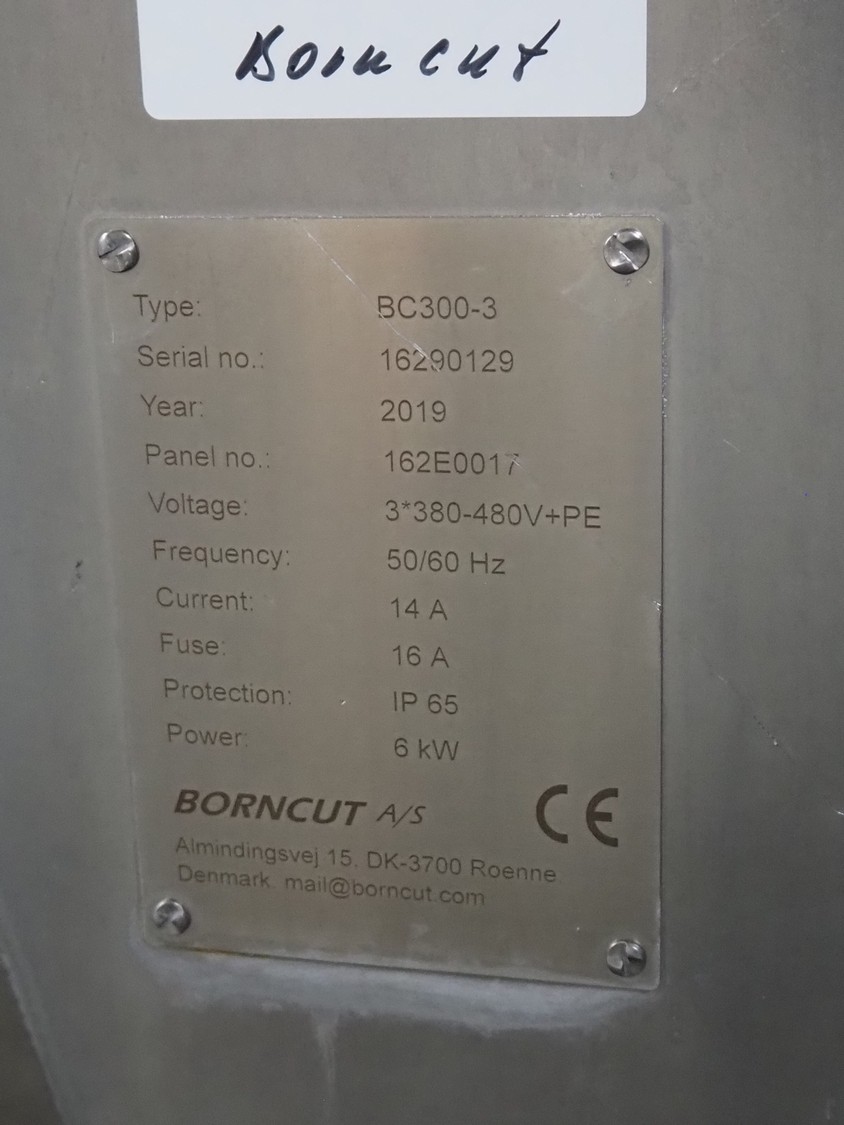 Borncut
Type: BC300-3
Serial no.: 16290129
Year: 2019
Panel no.: 162E0017
Voltage: 3*380-480V+PE
Frequency: 50/60 Hz
Current: 14 A
Fuse: 16 A
Protection: IP 65
Power: 6 kW
BORNCUT A/S CE
Almindingsvej 15. DK-3700 Roenne
Denmark. mail@borncut.com